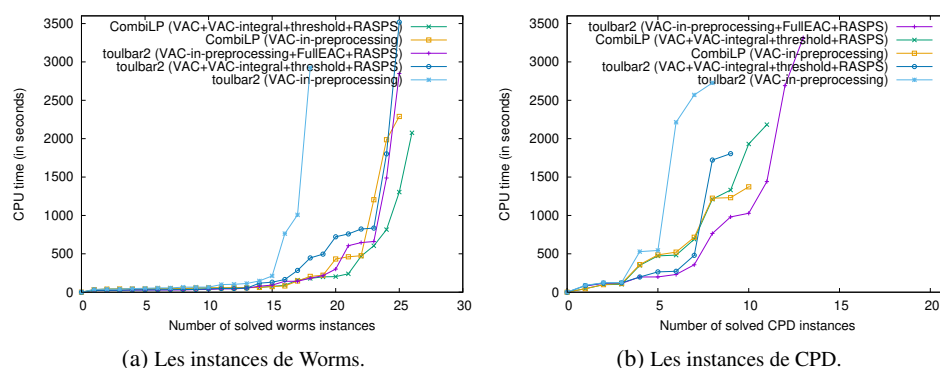 CombiLP (VAC+VAC-integral+threshold+RASPS)
CombiLP (VAC-in-preprocessing)
toulbar2 (VAC-in-preprocessing+FullEAC+RASPS)
toulbar2 (VAC+VAC-integral+threshold+RASPS)
toulbar2 (VAC-in-preprocessing)
CPU time (in seconds)
3500
3000
2500
2000
1500
1000
500
0
0 5 10 15 20 25 30
Number of solved worms instances
(a) Les instances de Worms.
toulbar2 (VAC-in-preprocessing+FullEAC+RASPS)
CombiLP (VAC+VAC-integral+threshold+RASPS)
CombiLP (VAC-in-preprocessing)
toulbar2 (VAC+VAC-integral+threshold+RASPS)
toulbar2 (VAC-in-preprocessing)
CPU time (in seconds)
3500
3000
2500
2000
1500
1000
500
0
0 5 10 15 20
Number of solved CPD instances
(b) Les instances de CPD.